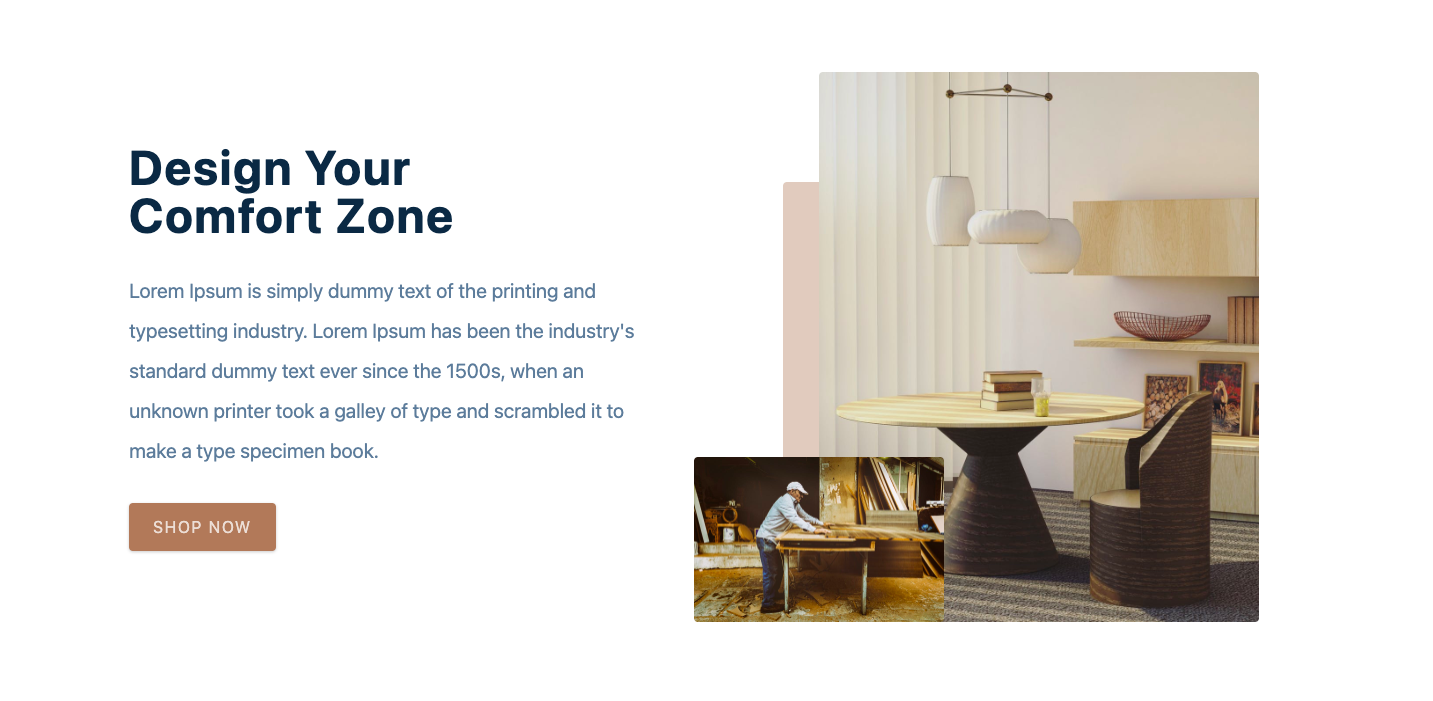 Design Your
Comfort Zone
Lorem Ipsum is simply dummy text of the printing and
typesetting industry. Lorem Ipsum has been the industry's
standard dummy text ever since the 1500s, when an
unknown printer took a galley of type and scrambled it to
make a type specimen book.
SHOP NOW